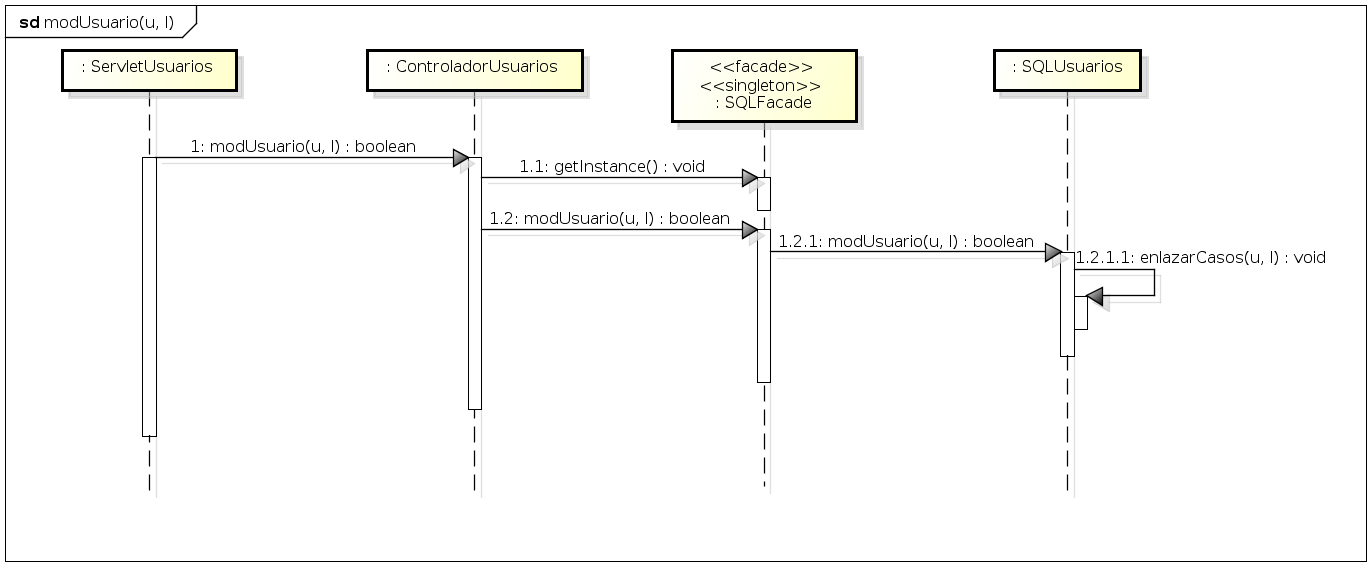 sd modUsuario(u, l)
: ServletUsuarios
: ControladorUsuarios
<<facade>>
<<singleton>>
: SQLFacade
: SQLUsuarios
1: modUsuario(u, l) : boolean
1.1: getInstance() : void
1.2: modUsuario(u, l) : boolean
1.2.1: modUsuario(u, l) : boolean
1.2.1.1: enlazarCasos(u, l) : void